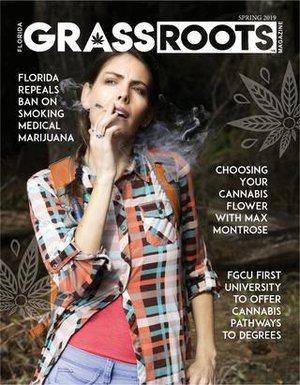 SPRING 2019
FLORIDA
GRASSROOTS
MAGAZINE
FLORIDA
REPEALS
BAN ON
SMOKING
MEDICAL
MARIJUANA
CHOOSING
YOUR
CANNABIS
FLOWER
WITH MAX
MONTROSE
FGCU FIRST
UNIVERSITY
TO OFFER
CANNABIS
PATHWAYS
TO DEGREES